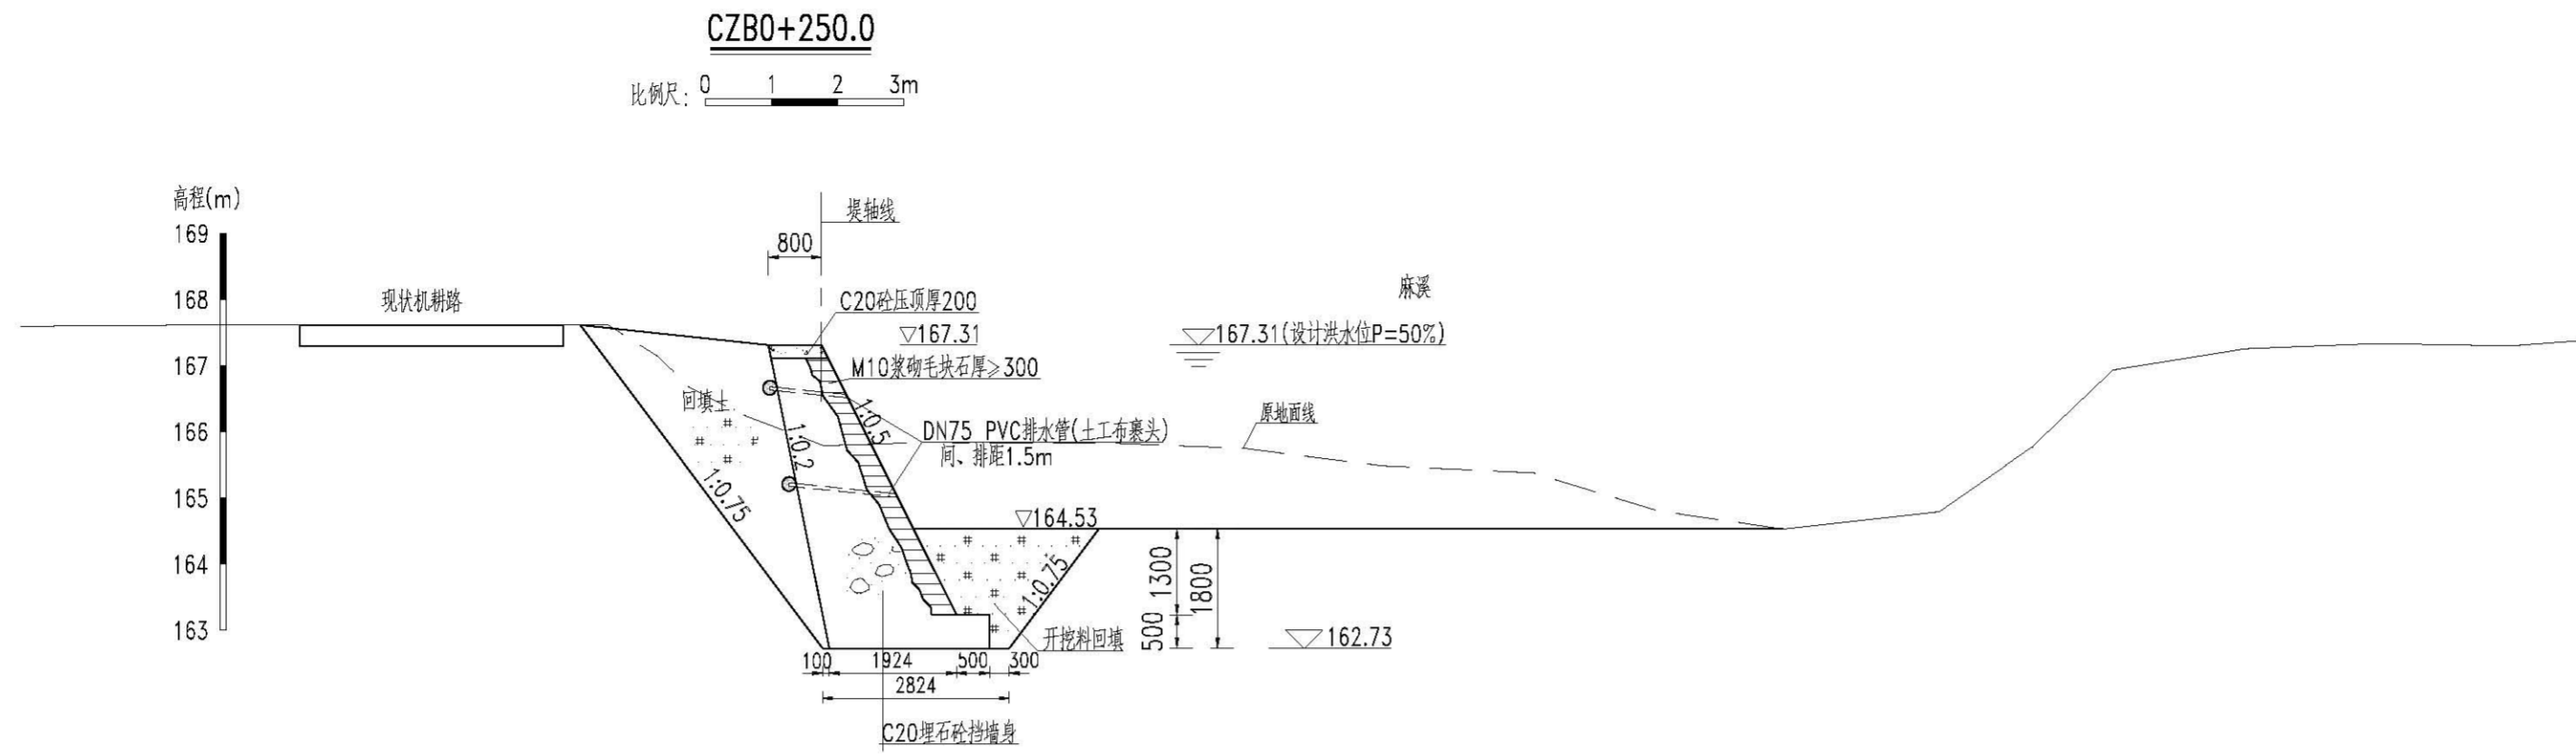 CZB0+250.0
比例尺: 0 1 2 3m
高程(m)
169
168
167
166
165
164
163
堤轴线
800
现状机耕路
C20砼压顶厚200
▽167.31
M10浆砌毛块石厚≥300
麻溪
167.31(设计洪水位P=50%)
回填土
1:0.5
1:0.2
1:0.75
DN75 PVC排水管(土工布裹头)
间、排距1.5m
原地面线
▽164.53
1:0.75
1300
500
1800
162.73
开挖料回填
100 1924 500 300
2824
C20埋石砼挡墙身